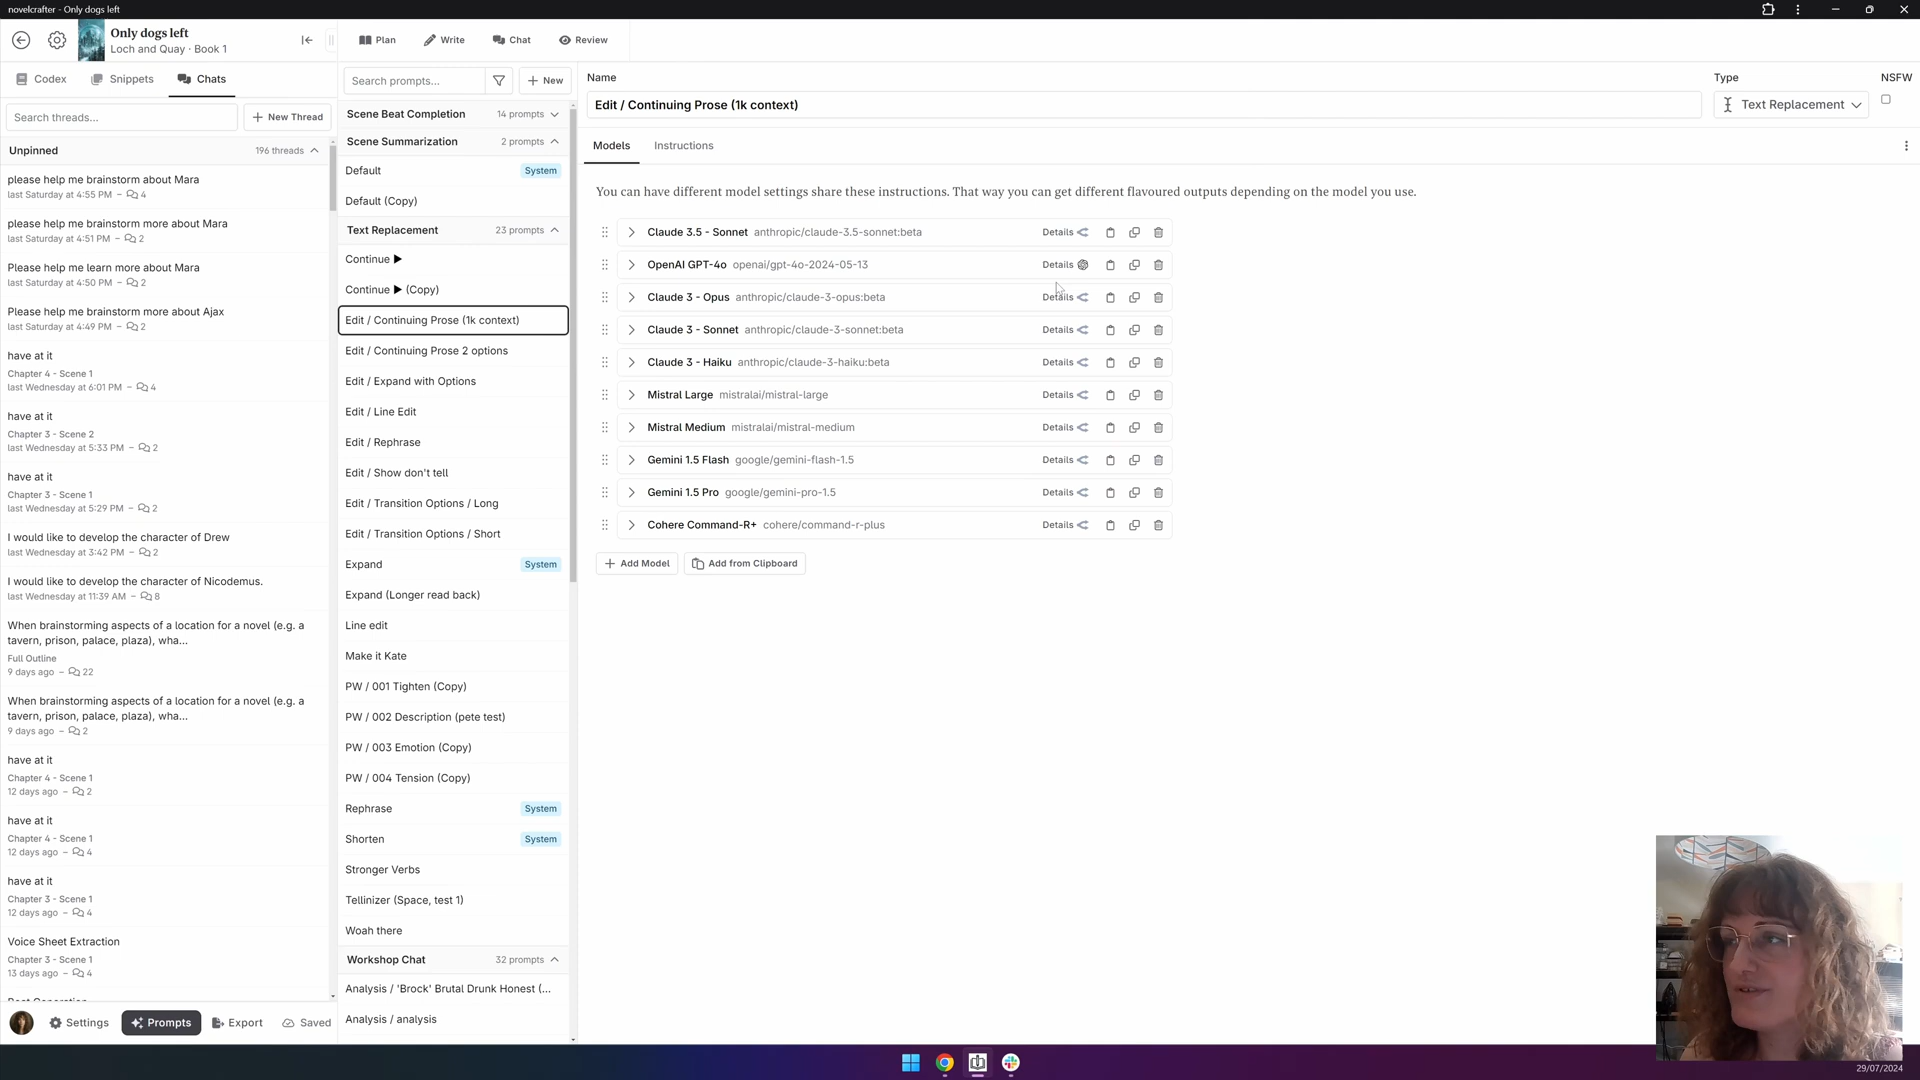 novelcrafter - Only dogs left
Only dogs left
Loch and Quay · Book 1
Codex
Snippets
Chats
Search threads...
New Thread
Unpinned
196 threads
please help me brainstorm about Mara
last Saturday at 4:55 PM – 4
please help me brainstorm more about Mara
last Saturday at 4:51 PM – 2
Please help me learn more about Mara
last Saturday at 4:50 PM – 2
Please help me brainstorm more about Ajax
last Saturday at 4:49 PM – 2
have at it
Chapter 4 - Scene 1
last Wednesday at 6:01 PM – 4
have at it
Chapter 3 - Scene 2
last Wednesday at 5:33 PM – 2
have at it
Chapter 3 - Scene 1
last Wednesday at 5:29 PM – 2
I would like to develop the character of Drew
last Wednesday at 3:42 PM – 2
I would like to develop the character of Nicodemus.
last Wednesday at 11:39 AM – 8
When brainstorming aspects of a location for a novel (e.g. a
tavern, prison, palace, plaza), wha...
Full Outline
9 days ago – 22
When brainstorming aspects of a location for a novel (e.g. a
tavern, prison, palace, plaza), wha...
9 days ago – 2
have at it
Chapter 4 - Scene 1
12 days ago – 2
have at it
Chapter 4 - Scene 1
12 days ago – 4
have at it
Chapter 3 - Scene 1
12 days ago – 4
Voice Sheet Extraction
Chapter 3 - Scene 1
13 days ago – 4
Settings
Prompts
Export
Saved
Plan
Write
Chat
Review
Search prompts...
New
Scene Beat Completion
14 prompts
Scene Summarization
2 prompts
Default
System
Default (Copy)
Text Replacement
23 prompts
Continue ▶
Continue ▶ (Copy)
Edit / Continuing Prose (1k context)
Edit / Continuing Prose 2 options
Edit / Expand with Options
Edit / Line Edit
Edit / Rephrase
Edit / Show don't tell
Edit / Transition Options / Long
Edit / Transition Options / Short
Expand
System
Expand (Longer read back)
Line edit
Make it Kate
PW / 001 Tighten (Copy)
PW / 002 Description (pete test)
PW / 003 Emotion (Copy)
PW / 004 Tension (Copy)
Rephrase
System
Shorten
System
Stronger Verbs
Tellinizer (Space, test 1)
Woah there
Workshop Chat
32 prompts
Analysis / 'Brock' Brutal Drunk Honest (...
Analysis / analysis
Name
Edit / Continuing Prose (1k context)
Type
Text Replacement
NSFW
Models
Instructions
You can have different model settings share these instructions. That way you can get different flavoured outputs depending on the model you use.
Claude 3.5 - Sonnet anthropic/claude-3.5-sonnet:beta Details
OpenAI GPT-4o openai/gpt-4o-2024-05-13 Details
Claude 3 - Opus anthropic/claude-3-opus:beta Details
Claude 3 - Sonnet anthropic/claude-3-sonnet:beta Details
Claude 3 - Haiku anthropic/claude-3-haiku:beta Details
Mistral Large mistralai/mistral-large Details
Mistral Medium mistralai/mistral-medium Details
Gemini 1.5 Flash google/gemini-flash-1.5 Details
Gemini 1.5 Pro google/gemini-pro-1.5 Details
Cohere Command-R+ cohere/command-r-plus Details
Add Model
Add from Clipboard
29/07/2024